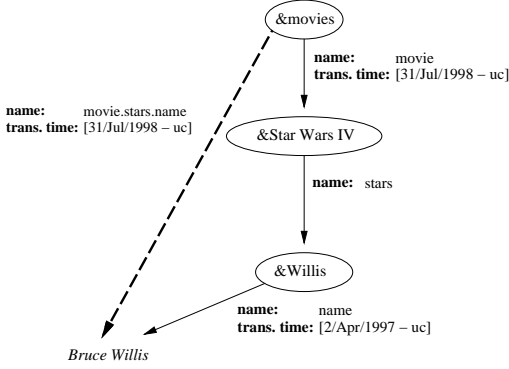 &movies
name: movie
trans. time: [31/Jul/1998 – uc]
name: movie.stars.name
trans. time: [31/Jul/1998 – uc]
&Star Wars IV
name: stars
&Willis
name: name
trans. time: [2/Apr/1997 – uc]
Bruce Willis